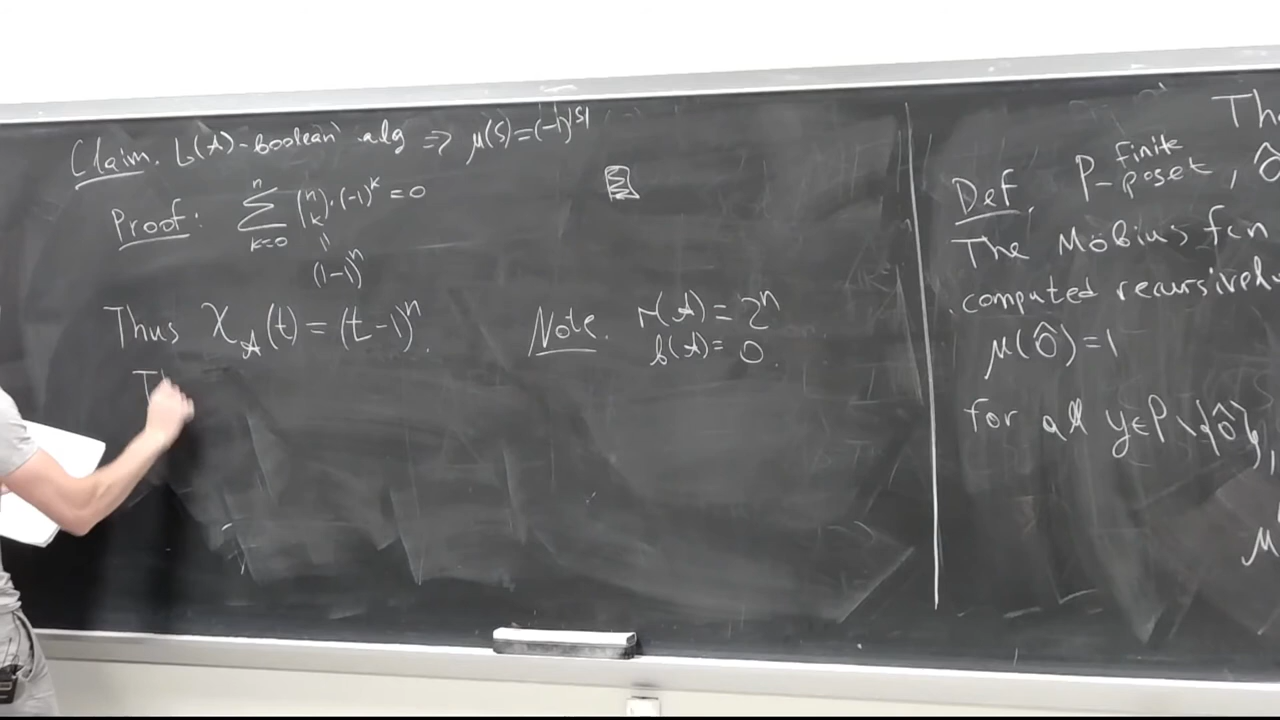 Claim. L(A)-boolean alg ⇒ μ(S)=(-1)^|S|
Proof: ∑_{k=0}^{n} (n k)·(-1)^k = 0
=
(1-1)^n
Thus χ_A(t) = (t-1)^n.
Note. r(A) = 2^n
b(A) = 0.
Def. P-finite poset, 0̂
The Möbius fcn
computed recursively
μ(0̂)=1
for all y∈P\{0̂},
μ